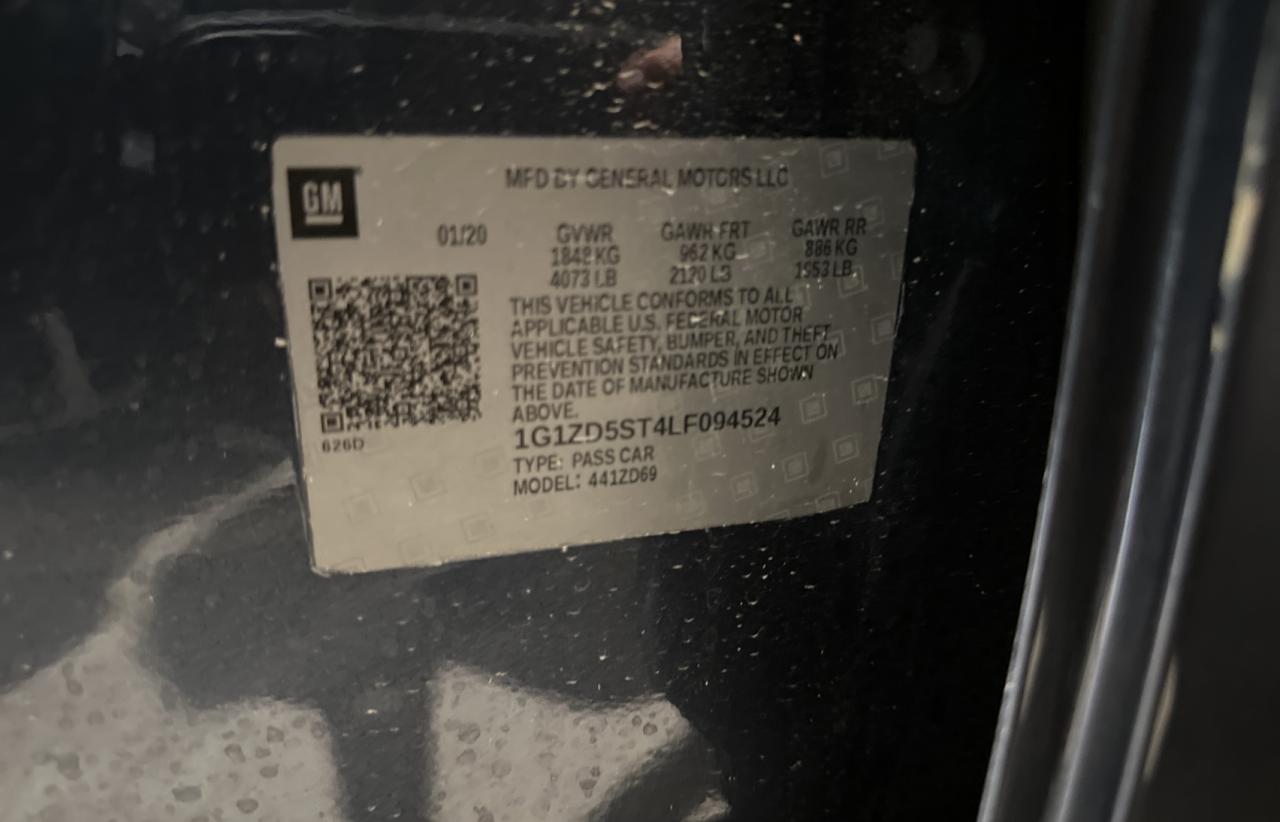 GM
MFD BY GENERAL MOTORS LLC
01/20 GVWR GAWR FRT GAWR RR
1848 KG 962 KG 886 KG
4073 LB 2120 LB 1953 LB
THIS VEHICLE CONFORMS TO ALL
APPLICABLE U.S. FEDERAL MOTOR
VEHICLE SAFETY, BUMPER, AND THEFT
PREVENTION STANDARDS IN EFFECT ON
THE DATE OF MANUFACTURE SHOWN
ABOVE.
626D
1G1ZD5ST4LF094524
TYPE: PASS CAR
MODEL: 441ZD69